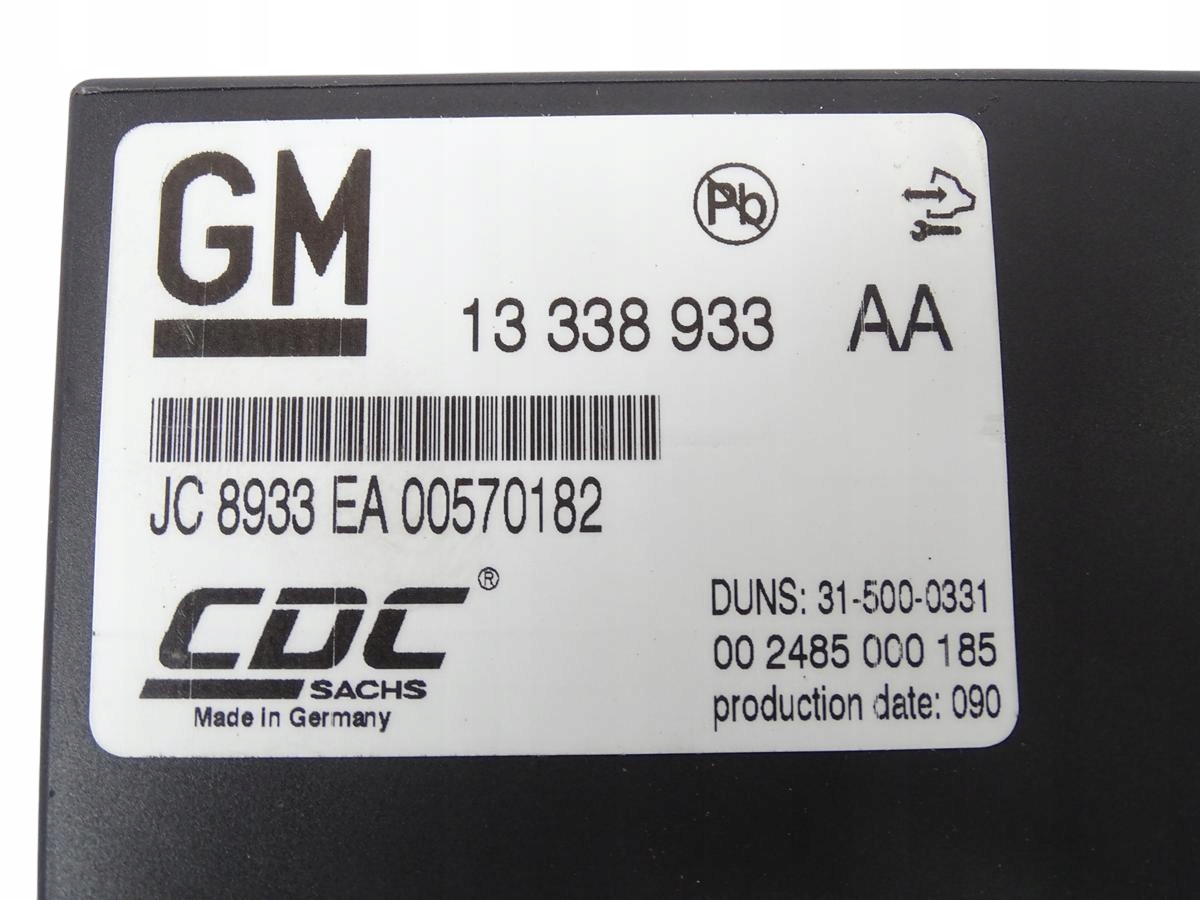 GM
Pb
13 338 933 AA
JC 8933 EA 00570182
CDC®
SACHS
Made in Germany
DUNS: 31-500-0331
00 2485 000 185
production date: 090